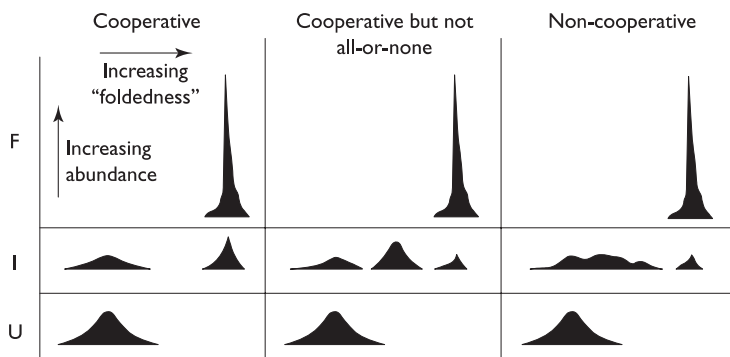 Cooperative
Cooperative but not
all-or-none
Non-cooperative
Increasing
“foldedness”
Increasing
abundance
F
I
U